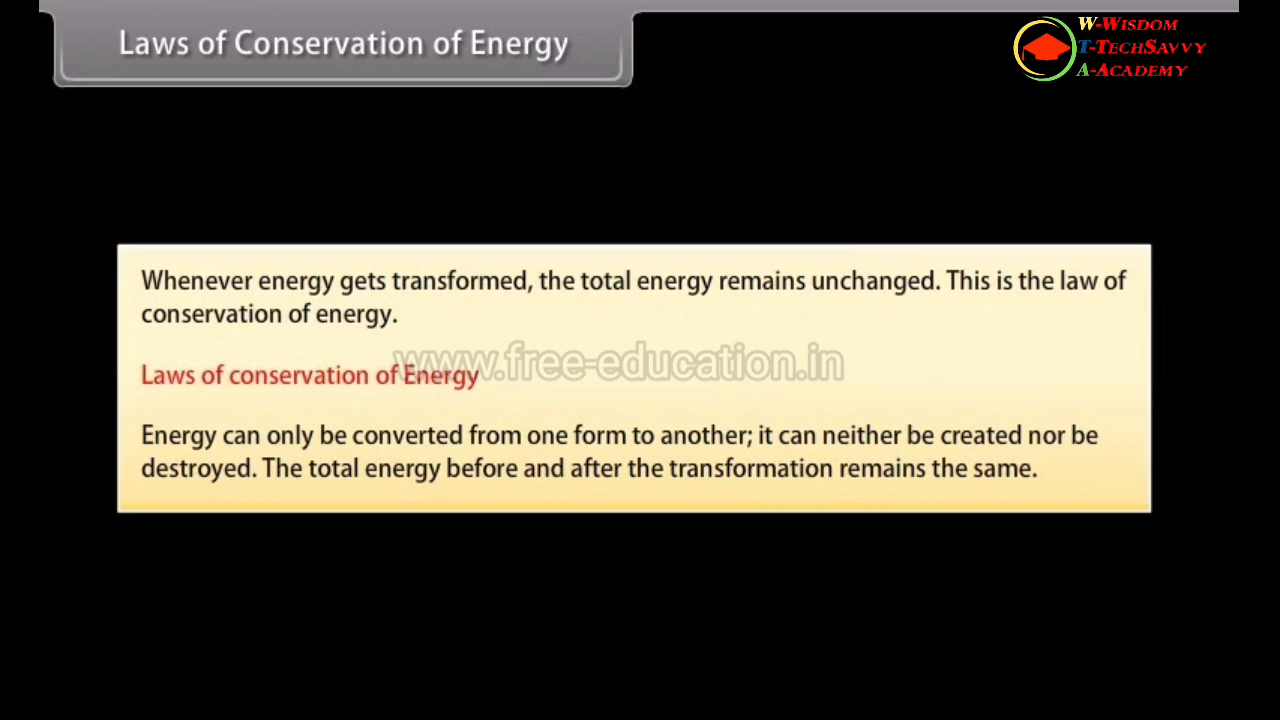 Laws of Conservation of Energy
W-Wisdom
T-TechSavvy
A-Academy
Whenever energy gets transformed, the total energy remains unchanged. This is the law of
conservation of energy.
www.free-education.in
Laws of conservation of Energy
Energy can only be converted from one form to another; it can neither be created nor be
destroyed. The total energy before and after the transformation remains the same.